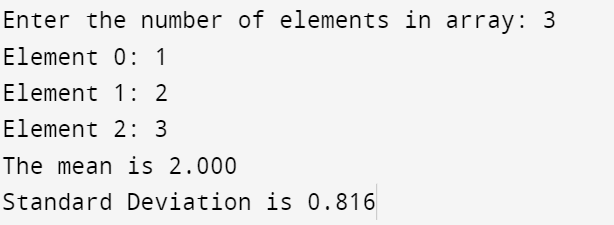 Enter the number of elements in array: 3
Element 0: 1
Element 1: 2
Element 2: 3
The mean is 2.000
Standard Deviation is 0.816